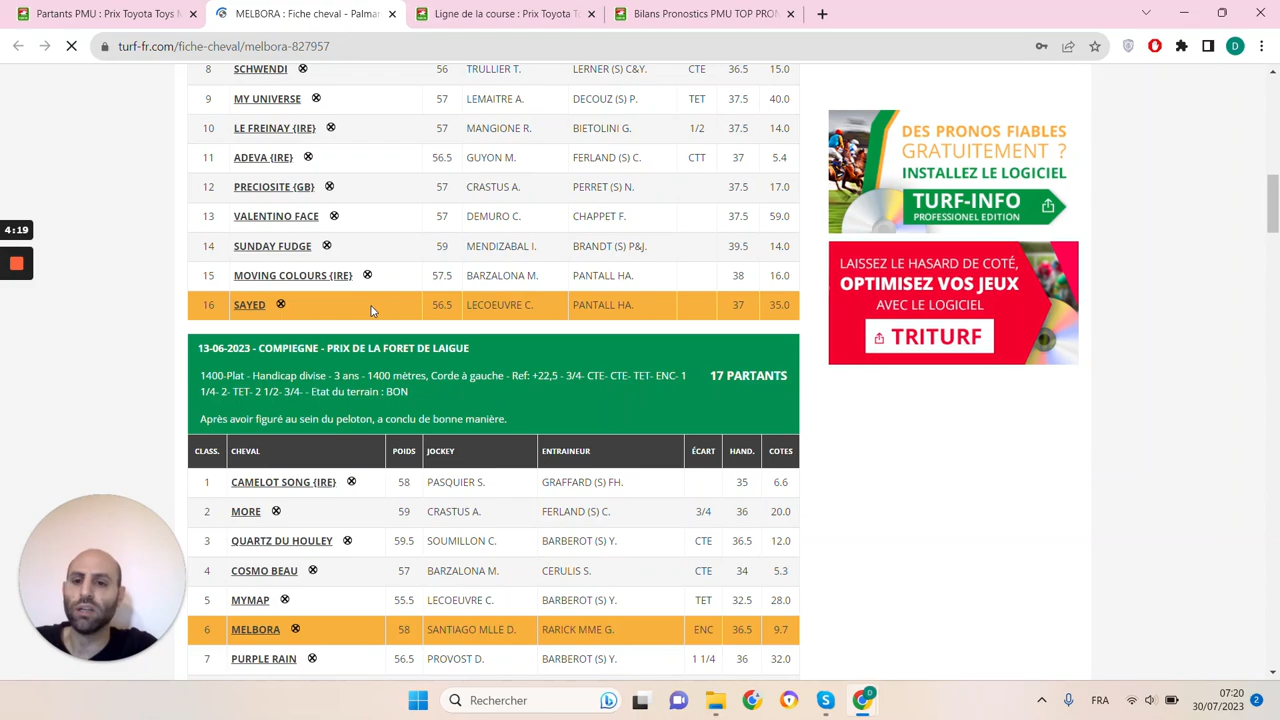 Partants PMU : Prix Toyota Toys M
MELBORA : Fiche cheval - Palmar
Ligne de la course : Prix Toyota T
Bilans Pronostics PMU TOP PRON
turf-fr.com/fiche-cheval/melbora-827957
D
8 SCHWENDI 56 TRULLIER T. LERNER (S) C&Y. CTE 36.5 15.0
9 MY UNIVERSE 57 LEMAITRE A. DECOUZ (S) P. TET 37.5 40.0
10 LE FREINAY {IRE} 57 MANGIONE R. BIETOLINI G. 1/2 37.5 14.0
11 ADEVA {IRE} 56.5 GUYON M. FERLAND (S) C. CTT 37 5.4
12 PRECIOSITE {GB} 57 CRASTUS A. PERRET (S) N. 37.5 17.0
13 VALENTINO FACE 57 DEMURO C. CHAPPET F. 37.5 59.0
14 SUNDAY FUDGE 59 MENDIZABAL I. BRANDT (S) P&J. 39.5 14.0
15 MOVING COLOURS {IRE} 57.5 BARZALONA M. PANTALL HA. 38 16.0
16 SAYED 56.5 LECOEUVRE C. PANTALL HA. 37 35.0
13-06-2023 - COMPIEGNE - PRIX DE LA FORET DE LAIGUE
1400-Plat - Handicap divise - 3 ans - 1400 mètres, Corde à gauche - Ref: +22,5 - 3/4- CTE- CTE- TET- ENC- 1
1/4- 2- TET- 2 1/2- 3/4- - Etat du terrain : BON
17 PARTANTS
Après avoir figuré au sein du peloton, a conclu de bonne manière.
CLASS. CHEVAL POIDS JOCKEY ENTRAINEUR ÉCART HAND. COTES
1 CAMELOT SONG {IRE} 58 PASQUIER S. GRAFFARD (S) FH. 35 6.6
2 MORE 59 CRASTUS A. FERLAND (S) C. 3/4 36 20.0
3 QUARTZ DU HOULEY 59.5 SOUMILLON C. BARBEROT (S) Y. CTE 36.5 12.0
4 COSMO BEAU 57 BARZALONA M. CERULIS S. CTE 34 5.3
5 MYMAP 55.5 LECOEUVRE C. BARBEROT (S) Y. TET 32.5 28.0
6 MELBORA 58 SANTIAGO MLLE D. RARICK MME G. ENC 36.5 9.7
7 PURPLE RAIN 56.5 PROVOST D. BARBEROT (S) Y. 1 1/4 36 32.0
DES PRONOS FIABLES
GRATUITEMENT ?
INSTALLEZ LE LOGICIEL
TURF-INFO
PROFESSIONEL EDITION
LAISSEZ LE HASARD DE COTÉ,
OPTIMISEZ VOS JEUX
AVEC LE LOGICIEL
TRITURF
4:19
Rechercher
D
FRA
07:20
30/07/2023
2